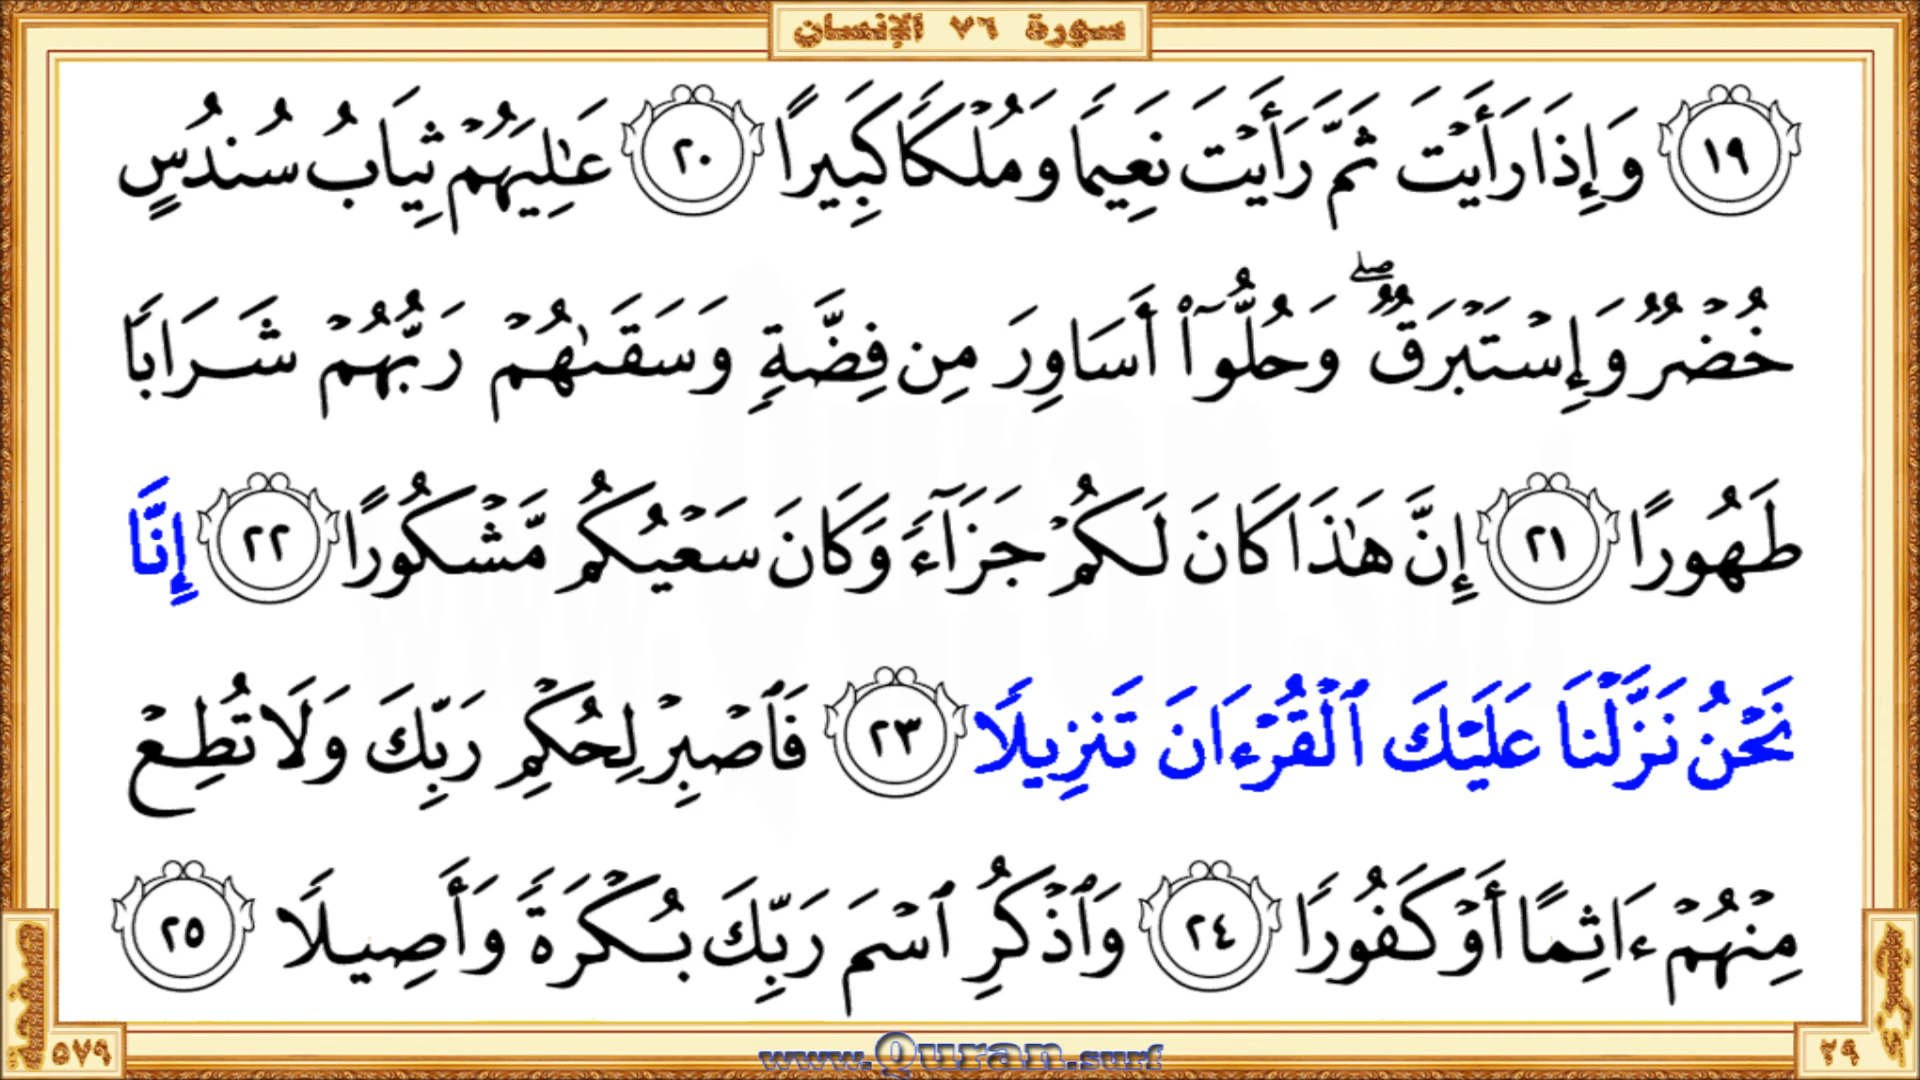 سورة ٧٦ الإنسان
١٩ وَإِذَا رَأَيْتَ ثَمَّ رَأَيْتَ نَعِيمًا وَمُلْكًا كَبِيرًا ٢٠ عَٰلِيَهُمْ ثِيَابُ سُندُسٍ
خُضْرٌ وَإِسْتَبْرَقٌ ۖ وَحُلُّوٓا۟ أَسَاوِرَ مِن فِضَّةٍ وَسَقَىٰهُمْ رَبُّهُمْ شَرَابًا
طَهُورًا ٢١ إِنَّ هَٰذَا كَانَ لَكُمْ جَزَآءً وَكَانَ سَعْيُكُم مَّشْكُورًا ٢٢ إِنَّا
نَحْنُ نَزَّلْنَا عَلَيْكَ ٱلْقُرْءَانَ تَنزِيلًا ٢٣ فَٱصْبِرْ لِحُكْمِ رَبِّكَ وَلَا تُطِعْ
مِنْهُمْ ءَاثِمًا أَوْ كَفُورًا ٢٤ وَٱذْكُرِ ٱسْمَ رَبِّكَ بُكْرَةً وَأَصِيلًا ٢٥
الصفحة ٥٧٩
www.Quran.surf
٢٩